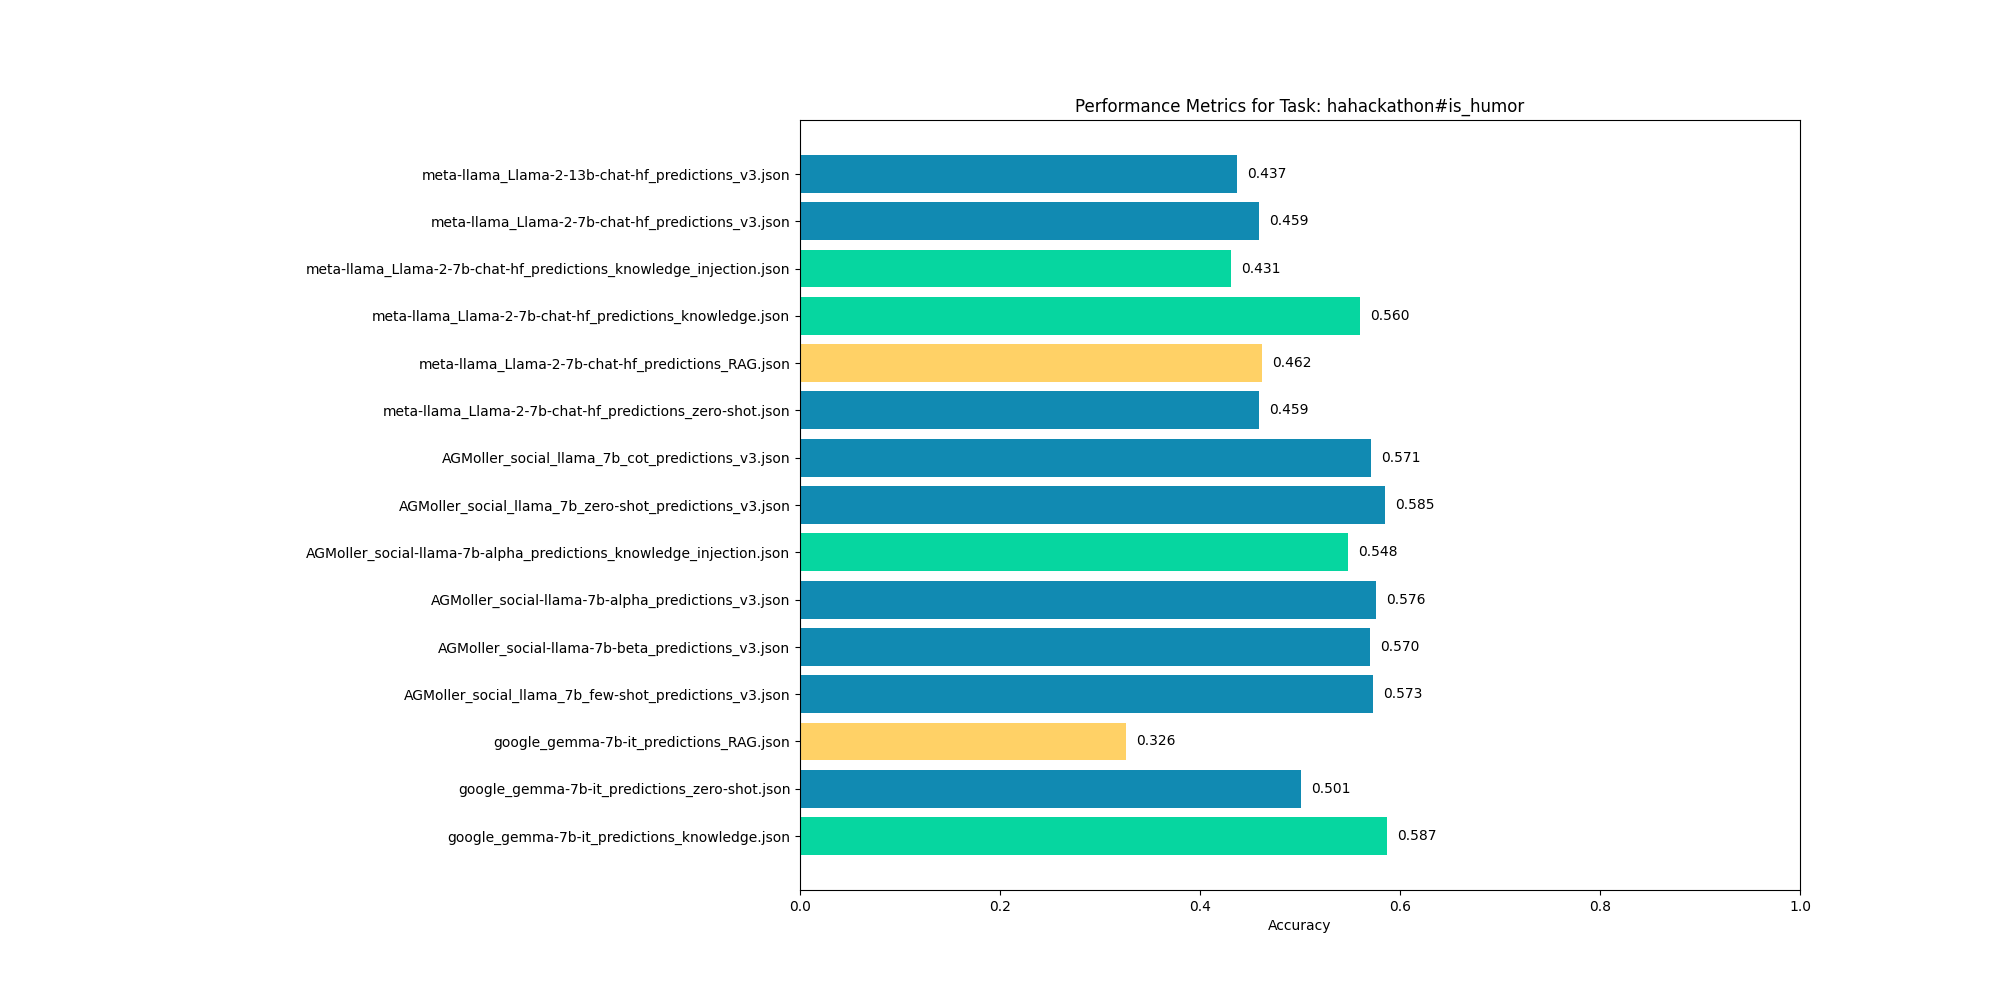 Performance Metrics for Task: hahackathon#is_humor
meta-llama_Llama-2-13b-chat-hf_predictions_v3.json 0.437
meta-llama_Llama-2-7b-chat-hf_predictions_v3.json 0.459
meta-llama_Llama-2-7b-chat-hf_predictions_knowledge_injection.json 0.431
meta-llama_Llama-2-7b-chat-hf_predictions_knowledge.json 0.560
meta-llama_Llama-2-7b-chat-hf_predictions_RAG.json 0.462
meta-llama_Llama-2-7b-chat-hf_predictions_zero-shot.json 0.459
AGMoller_social_llama_7b_cot_predictions_v3.json 0.571
AGMoller_social_llama_7b_zero-shot_predictions_v3.json 0.585
AGMoller_social-llama-7b-alpha_predictions_knowledge_injection.json 0.548
AGMoller_social-llama-7b-alpha_predictions_v3.json 0.576
AGMoller_social-llama-7b-beta_predictions_v3.json 0.570
AGMoller_social_llama_7b_few-shot_predictions_v3.json 0.573
google_gemma-7b-it_predictions_RAG.json 0.326
google_gemma-7b-it_predictions_zero-shot.json 0.501
google_gemma-7b-it_predictions_knowledge.json 0.587
0.0 0.2 0.4 0.6 0.8 1.0
Accuracy